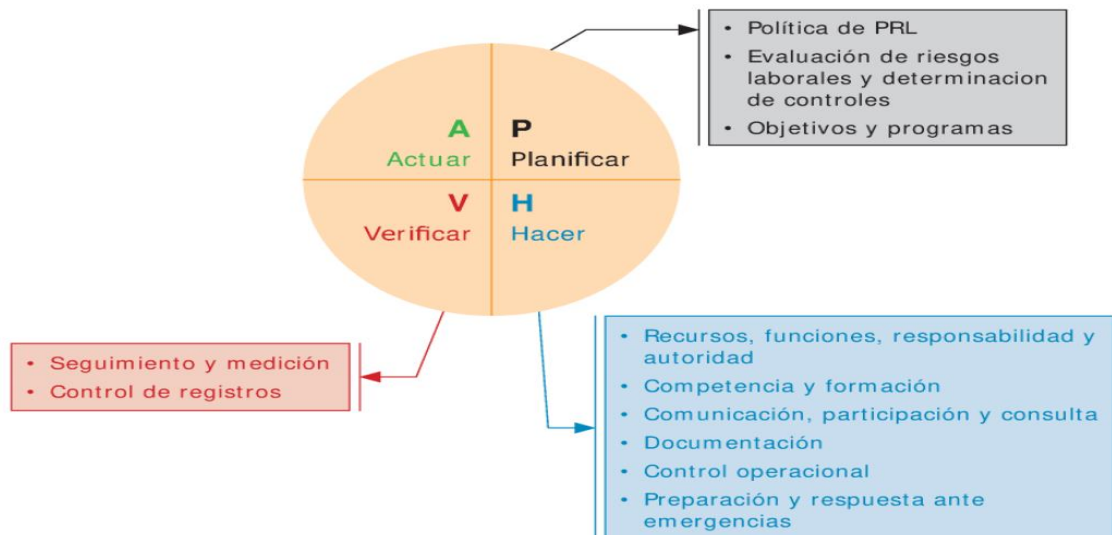 • Política de PRL
• Evaluación de riesgos
laborales y determinacion
de controles
• Objetivos y programas
A
Actuar
P
Planificar
V
Verificar
H
Hacer
• Seguimiento y medición
• Control de registros
• Recursos, funciones, responsabilidad y
autoridad
• Competencia y formación
• Comunicación, participación y consulta
• Documentación
• Control operacional
• Preparación y respuesta ante
emergencias